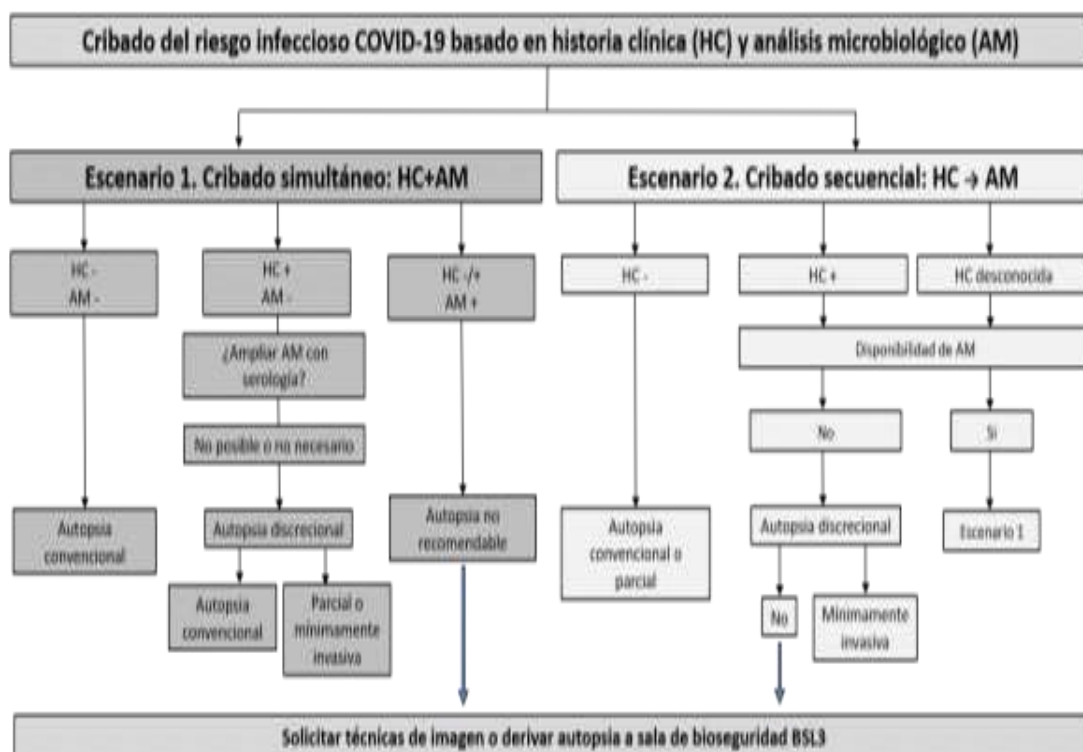 Cribado del riesgo infeccioso COVID-19 basado en historia clínica (HC) y análisis microbiológico (AM)
Escenario 1. Cribado simultáneo: HC+AM
Escenario 2. Cribado secuencial: HC → AM
HC -
AM -
HC +
AM -
HC -/+
AM +
HC -
HC +
HC desconocida
¿Ampliar AM con
serología?
Disponibilidad de AM
No posible o no necesario
No
Si
Autopsia
convencional
Autopsia discrecional
Autopsia no
recomendable
Autopsia
convencional o
parcial
Autopsia discrecional
Escenario 1
Autopsia
convencional
Parcial o
minimamente
invasiva
No
Minimamente
invasiva
Solicitar técnicas de imagen o derivar autopsia a sala de bioseguridad BSL3